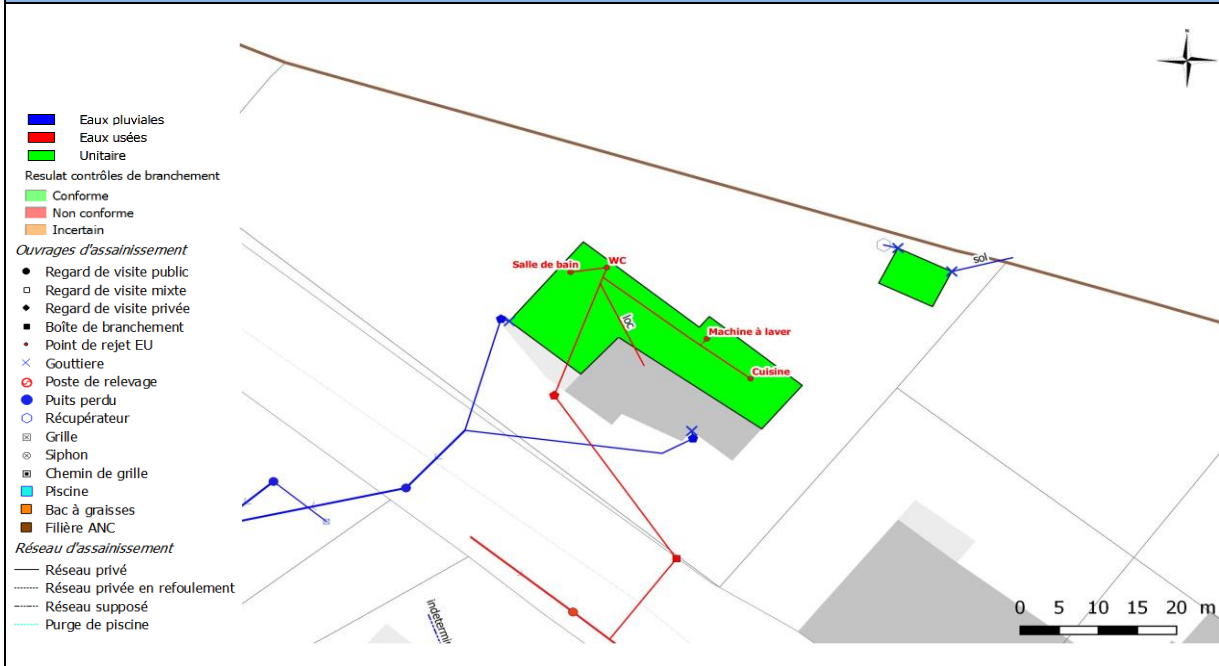 N
Eaux pluviales
Eaux usées
Unitaire
Resulat contrôles de branchement
Conforme
Non conforme
Incertain
Ouvrages d'assainissement
Regard de visite public
Regard de visite mixte
Regard de visite privée
Boîte de branchement
Point de rejet EU
Gouttiere
Poste de relevage
Puits perdu
Récupérateur
Grille
Siphon
Chemin de grille
Piscine
Bac à graisses
Filière ANC
Réseau d'assainissement
Réseau privé
Réseau privée en refoulement
Réseau supposé
Purge de piscine
Salle de bain
WC
loc
Machine à laver
Cuisine
sol
0 5 10 15 20 m